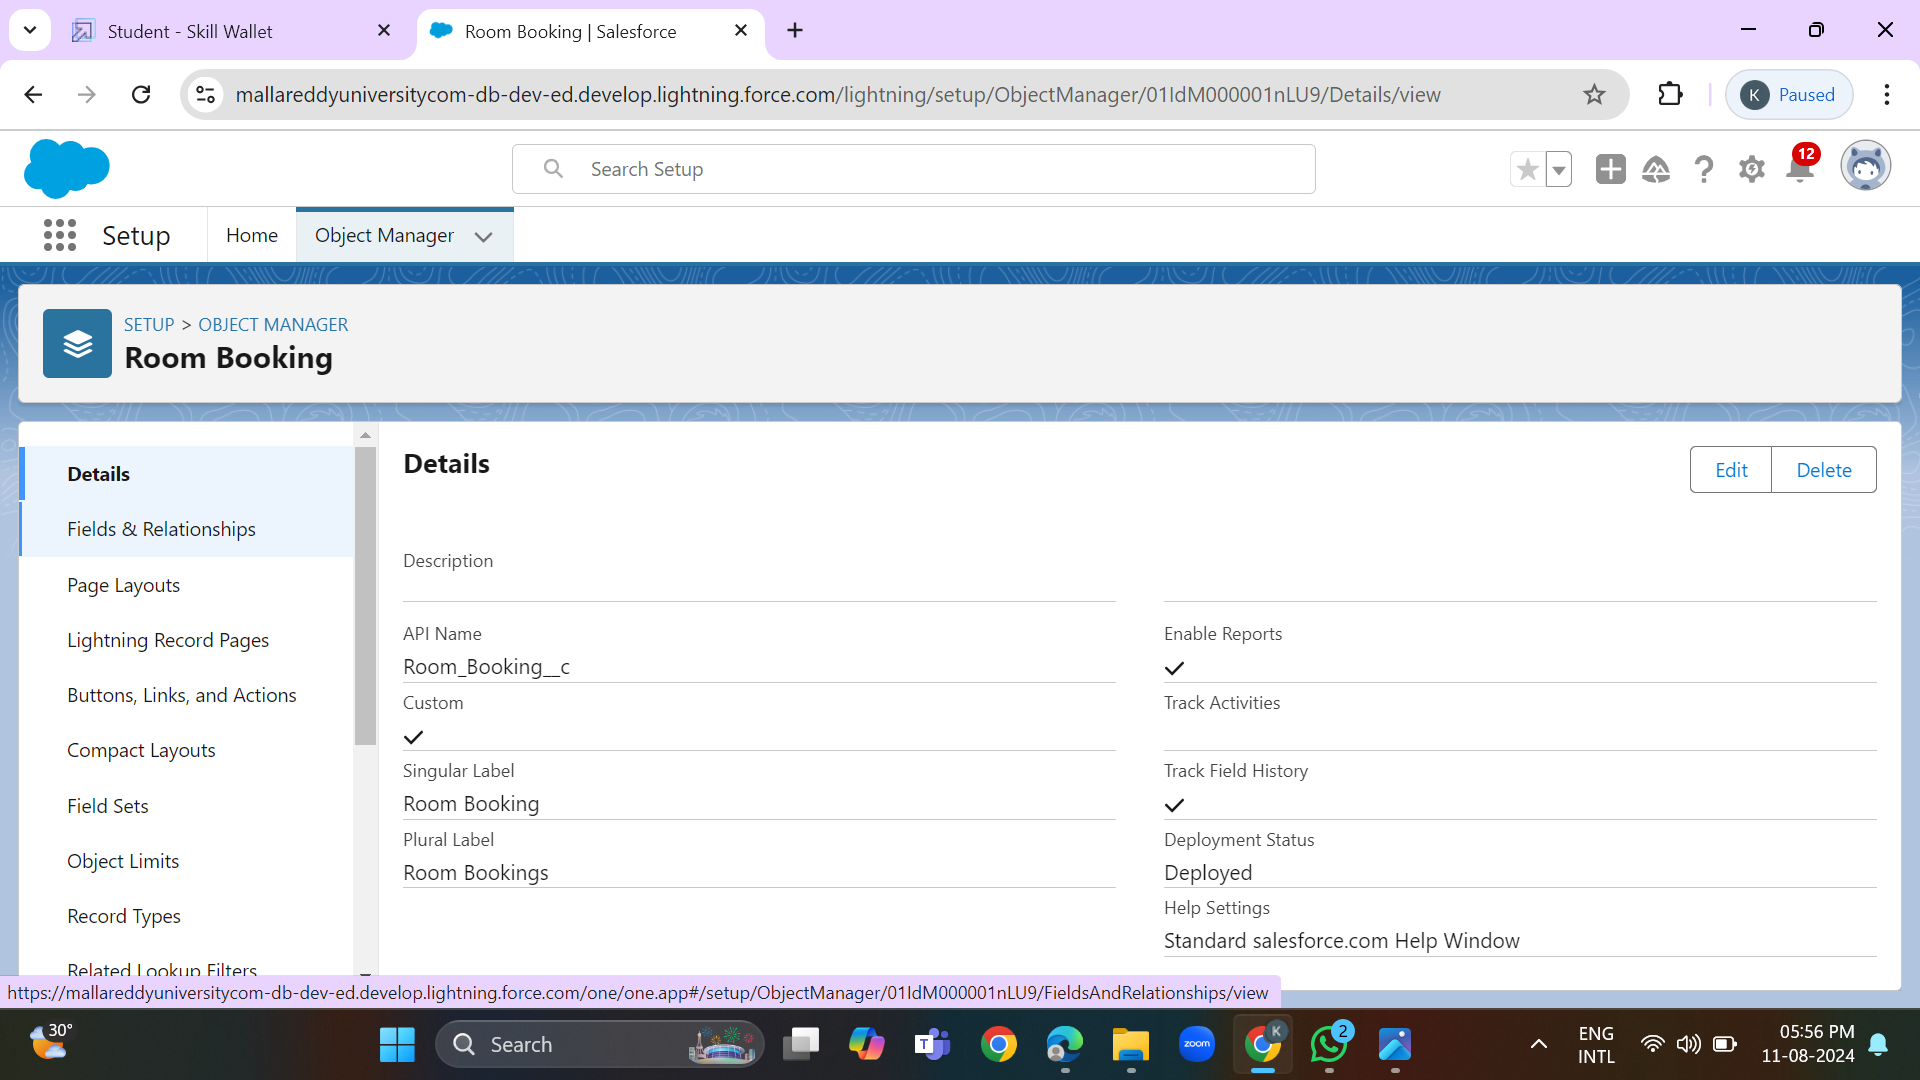 Student - Skill Wallet
Room Booking | Salesforce
mallareddyuniversitycom-db-dev-ed.develop.lightning.force.com/lightning/setup/ObjectManager/01IdM000001nLU9/Details/view
K Paused
Search Setup
12
Setup
Home
Object Manager
SETUP > OBJECT MANAGER
Room Booking
Details
Fields & Relationships
Page Layouts
Lightning Record Pages
Buttons, Links, and Actions
Compact Layouts
Field Sets
Object Limits
Record Types
Related Lookup Filters
Details
Edit
Delete
Description
API Name
Room_Booking__c
Custom
Singular Label
Room Booking
Plural Label
Room Bookings
Enable Reports
Track Activities
Track Field History
Deployment Status
Deployed
Help Settings
Standard salesforce.com Help Window
https://mallareddyuniversitycom-db-dev-ed.develop.lightning.force.com/one/one.app#/setup/ObjectManager/01IdM000001nLU9/FieldsAndRelationships/view
30°
Search
T
zoom
K
2
ENG
INTL
05:56 PM
11-08-2024